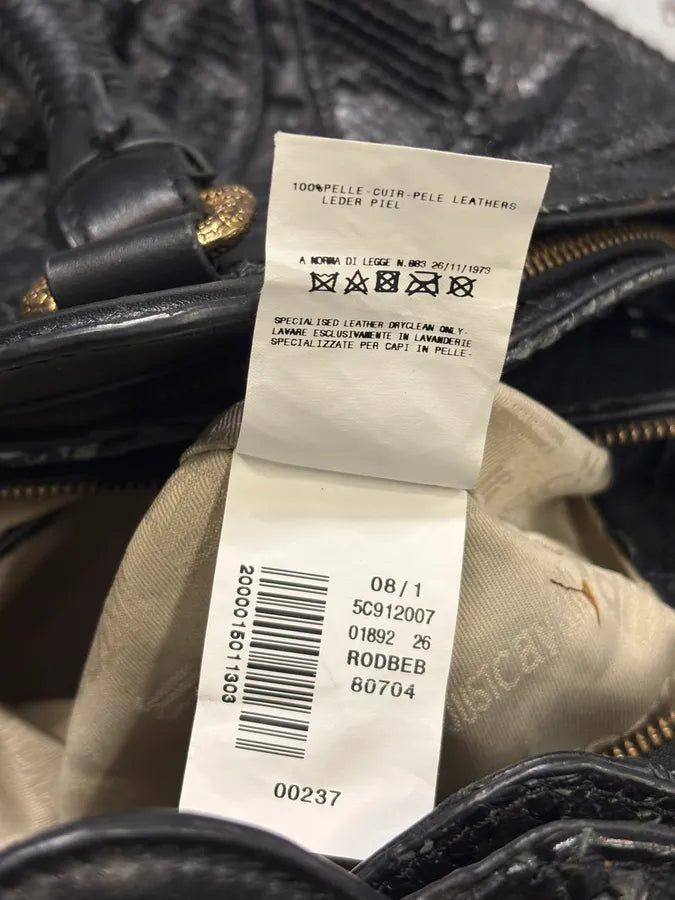 100%PELLE-CUIR-PELE LEATHERS
LEDER PIEL
A NORMA DI LEGGE N.883 26/11/1973
SPECIALISED LEATHER DRYCLEAN ONLY-
LAVARE ESCLUSIVAMENTE IN LAVANDERIE
SPECIALIZZATE PER CAPI IN PELLE-
2000015011303
08/1
5C912007
01892 26
RODBEB
80704
00237
justcav